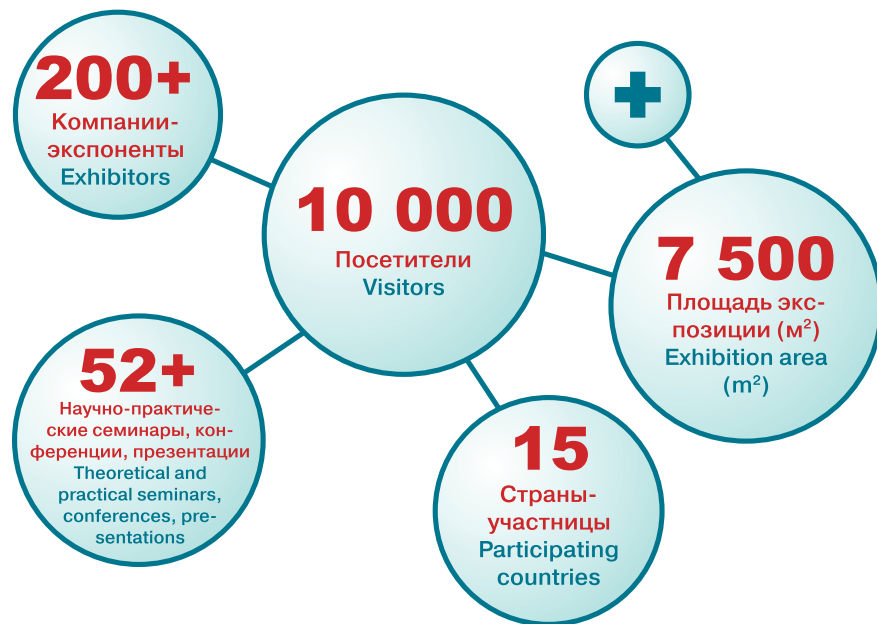 200+
Компании-
экспоненты
Exhibitors
10 000
Посетители
Visitors
7 500
Площадь экс-
позиции (м²)
Exhibition area
(m²)
52+
Научно-практиче-
ские семинары, кон-
ференции, презентации
Theoretical and
practical seminars,
conferences, pre-
sentations
15
Страны-
участницы
Participating
countries